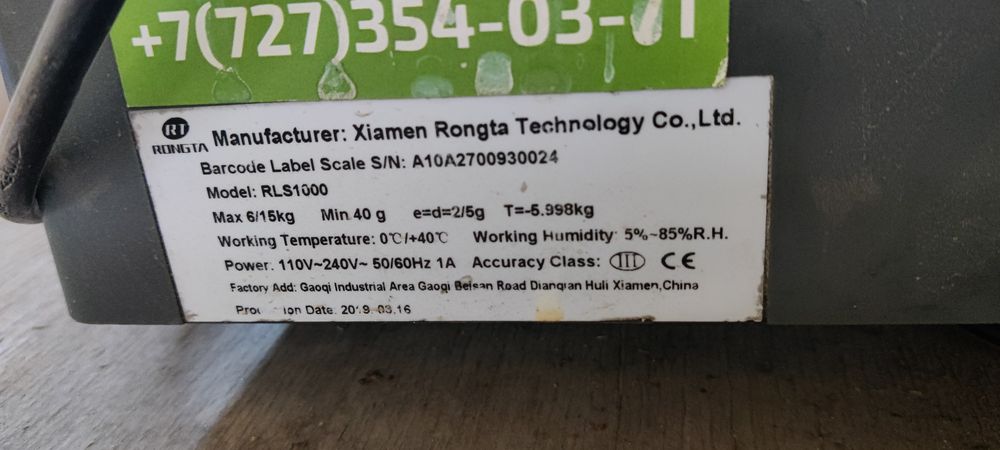 +7(727)354-03-71
RT
RONGTA
Manufacturer: Xiamen Rongta Technology Co.,Ltd.
Barcode Label Scale S/N: A10A2700930024
Model: RLS1000
Max 6/15kg Min 40 g e=d=2/5g T=-5.998kg
Working Temperature: 0℃/+40℃ Working Humidity: 5%~85%R.H.
Power: 110V~240V~ 50/60Hz 1A Accuracy Class: III CE
Factory Add: Gaoqi Industrial Area Gaoqi Beisan Road Dianqian Huli Xiamen,China
Date: 2019.03.16